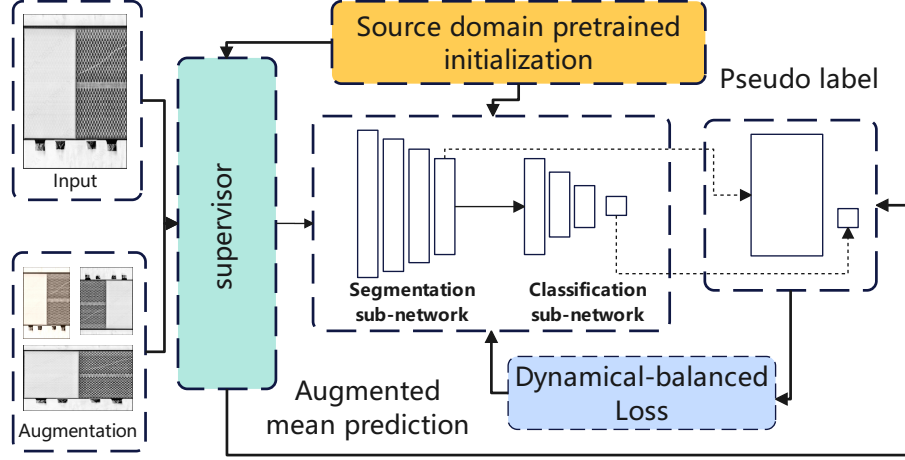 Source domain pretrained
initialization
Pseudo label
Input
supervisor
Segmentation
sub-network
Classification
sub-network
Augmentation
Augmented
mean prediction
Dynamical-balanced
Loss